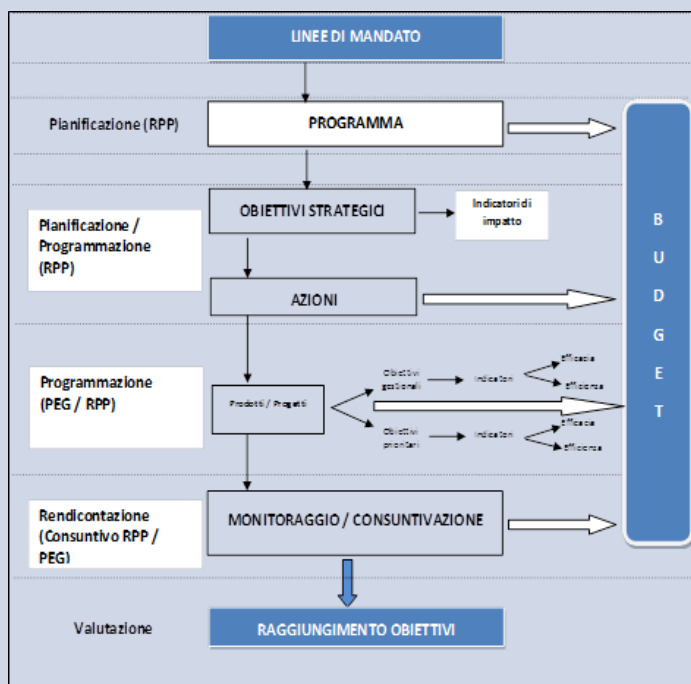 LINEE DI MANDATO
Pianificazione (RPP)
PROGRAMMA
Pianificazione /
Programmazione
(RPP)
OBIETTIVI STRATEGICI
Indicatori di
impatto
AZIONI
Programmazione
(PEG / RPP)
Prodotti / Progetti
Obiettivi
gestionali
Indicatori
Efficacia
Efficienza
Obiettivi
prioritari
Indicatori
Efficacia
Efficienza
Rendicontazione
(Consuntivo RPP /
PEG)
MONITORAGGIO / CONSUNTIVAZIONE
Valutazione
RAGGIUNGIMENTO OBIETTIVI
B
U
D
G
E
T